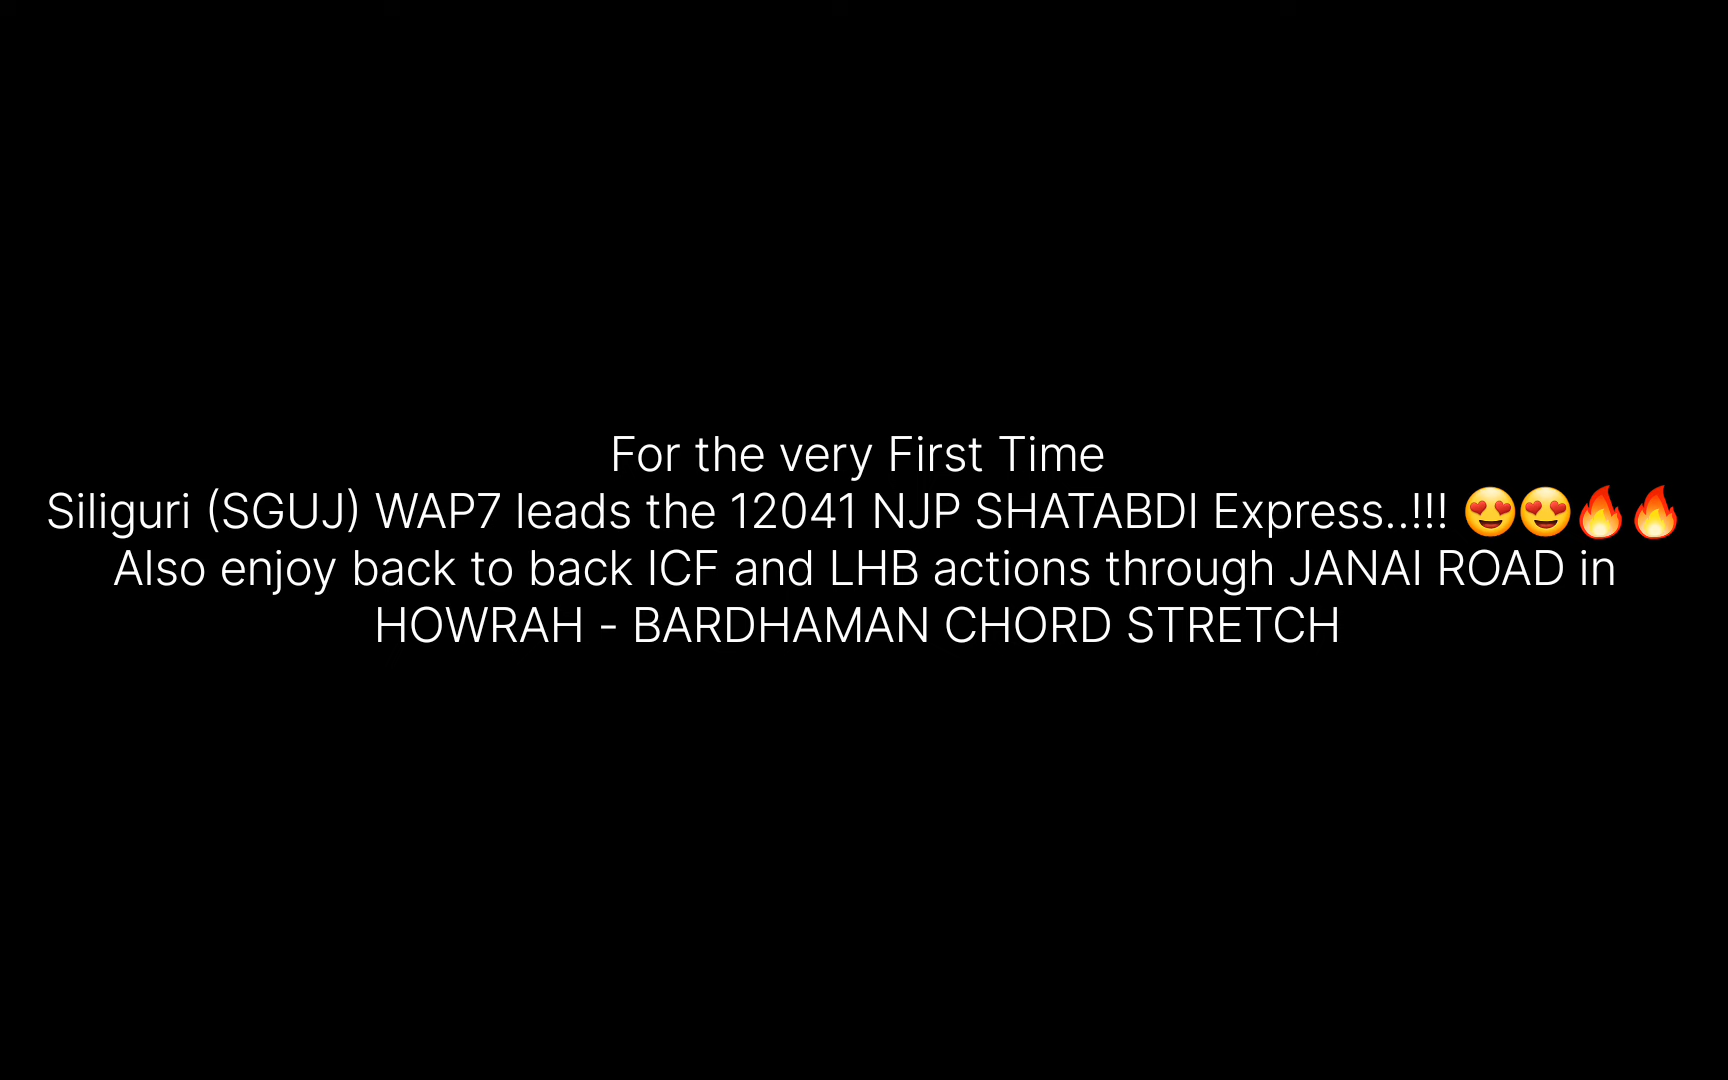 For the very First Time
Siliguri (SGUJ) WAP7 leads the 12041 NJP SHATABDI Express..!!! 😍😍🔥🔥
Also enjoy back to back ICF and LHB actions through JANAI ROAD in
HOWRAH - BARDHAMAN CHORD STRETCH